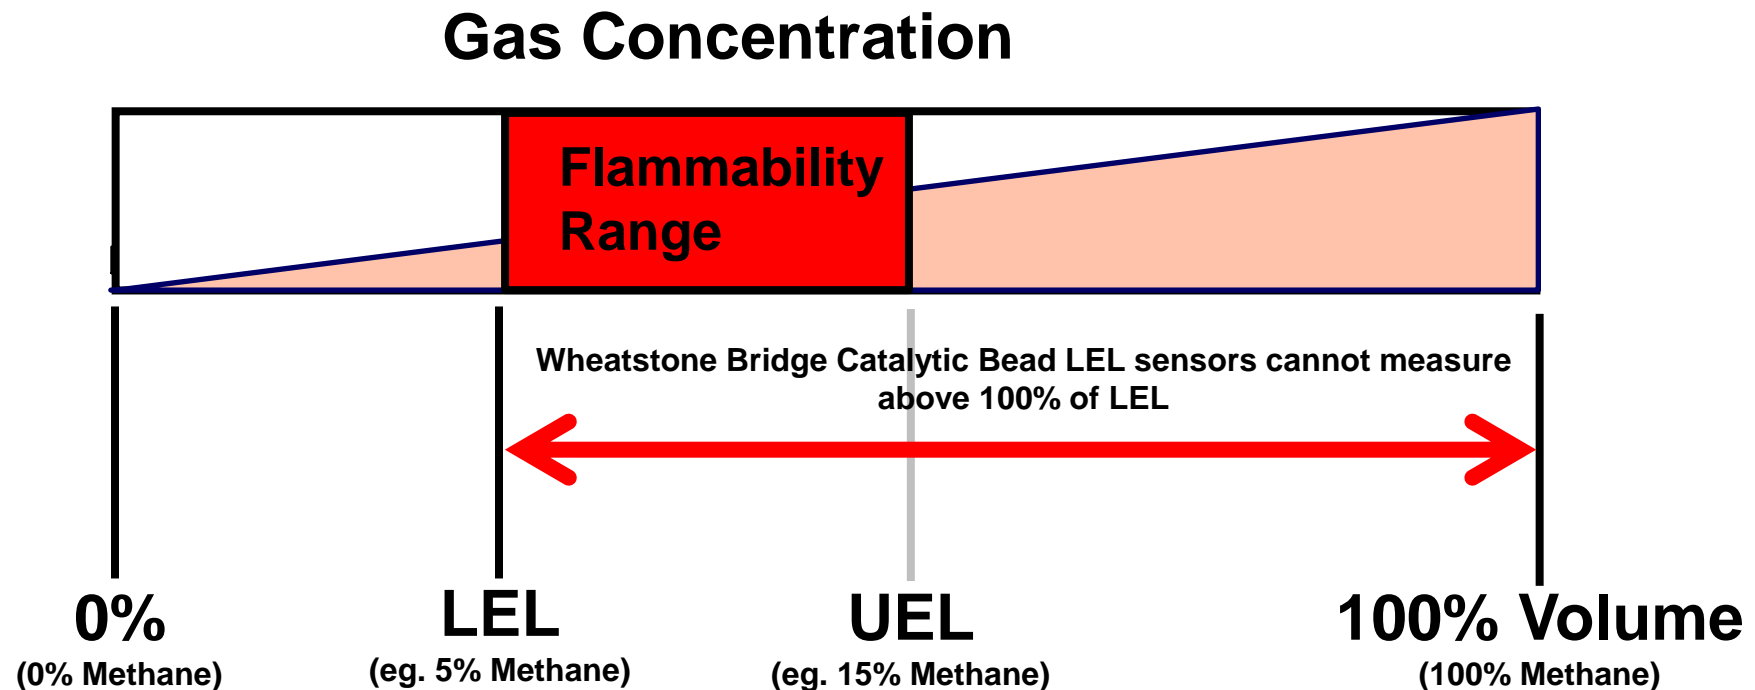 Gas Concentration
Flammability
Range
Wheatstone Bridge Catalytic Bead LEL sensors cannot measure
above 100% of LEL
0%
(0% Methane)
LEL
(eg. 5% Methane)
UEL
(eg. 15% Methane)
100% Volume
(100% Methane)